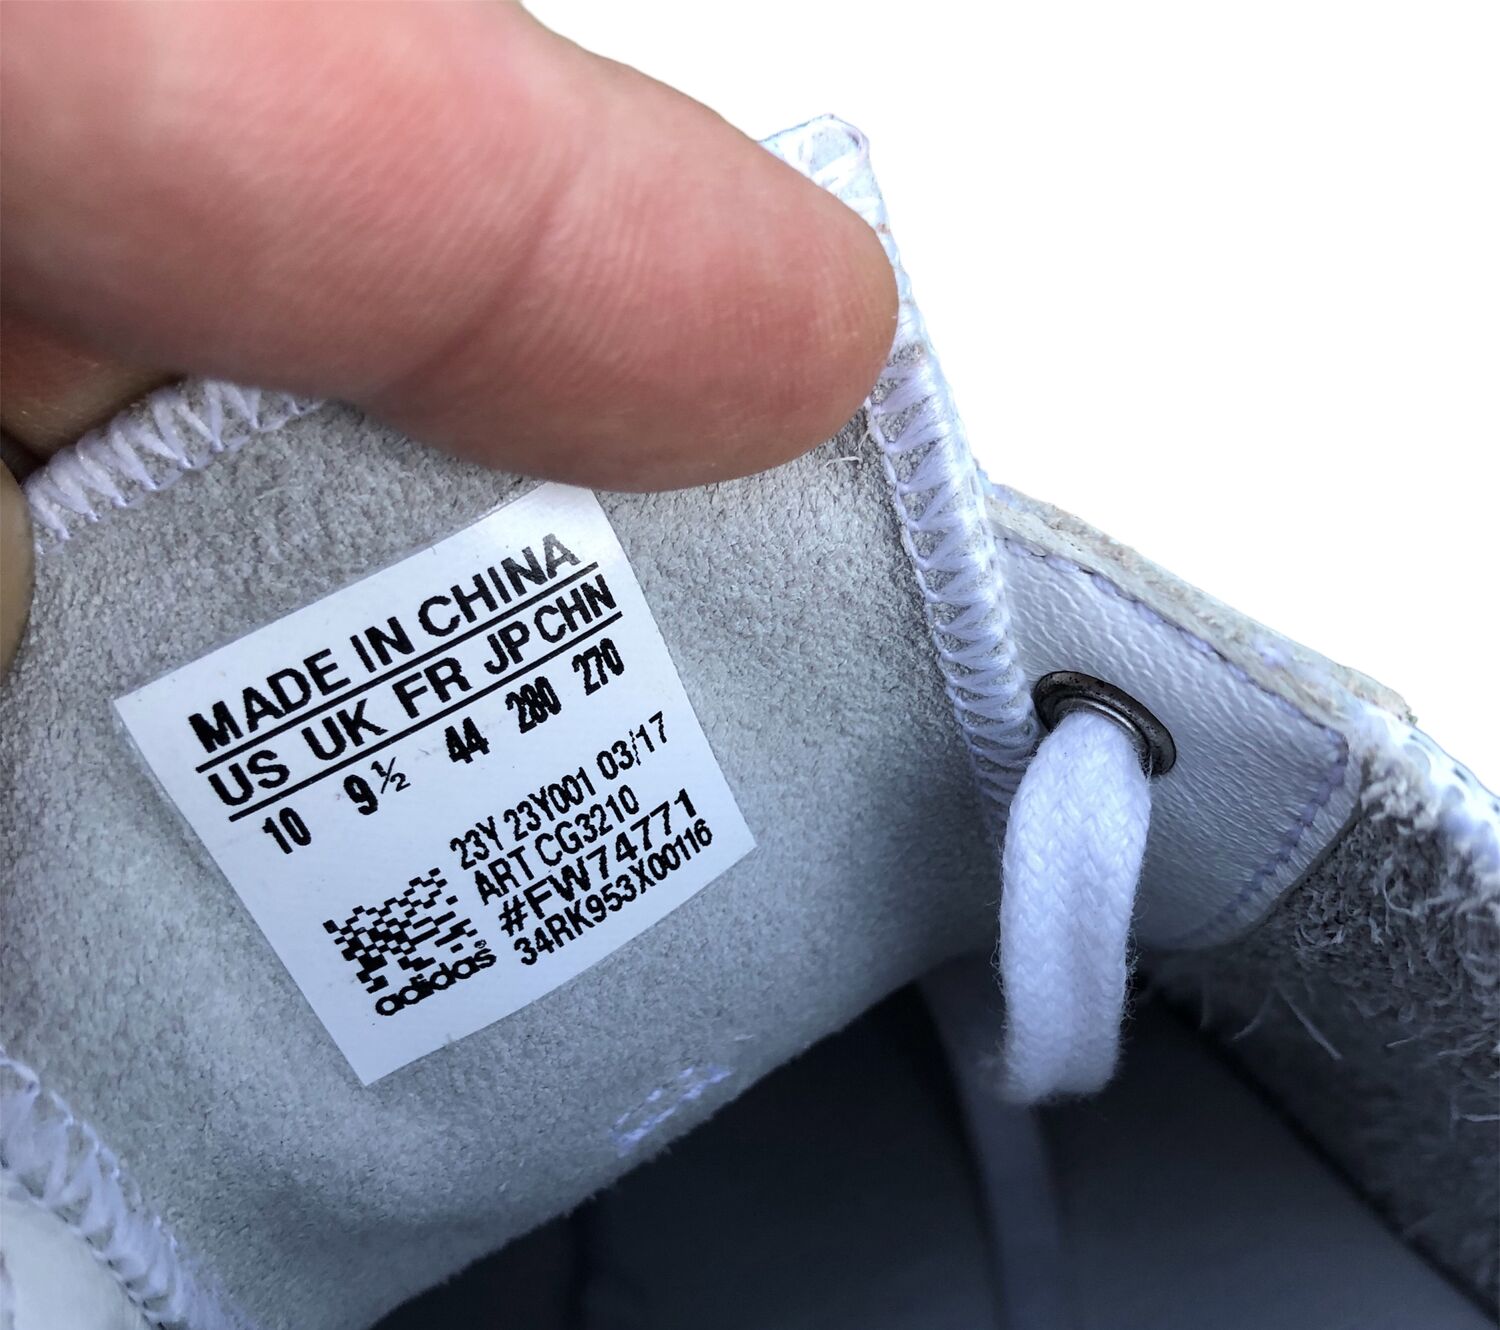 MADE IN CHINA
US UK FR JP CHN
10 9½ 44 280 270
23Y 23Y001 03/17
ART CG3210
#FW74771
34RK953X00116
adidas®